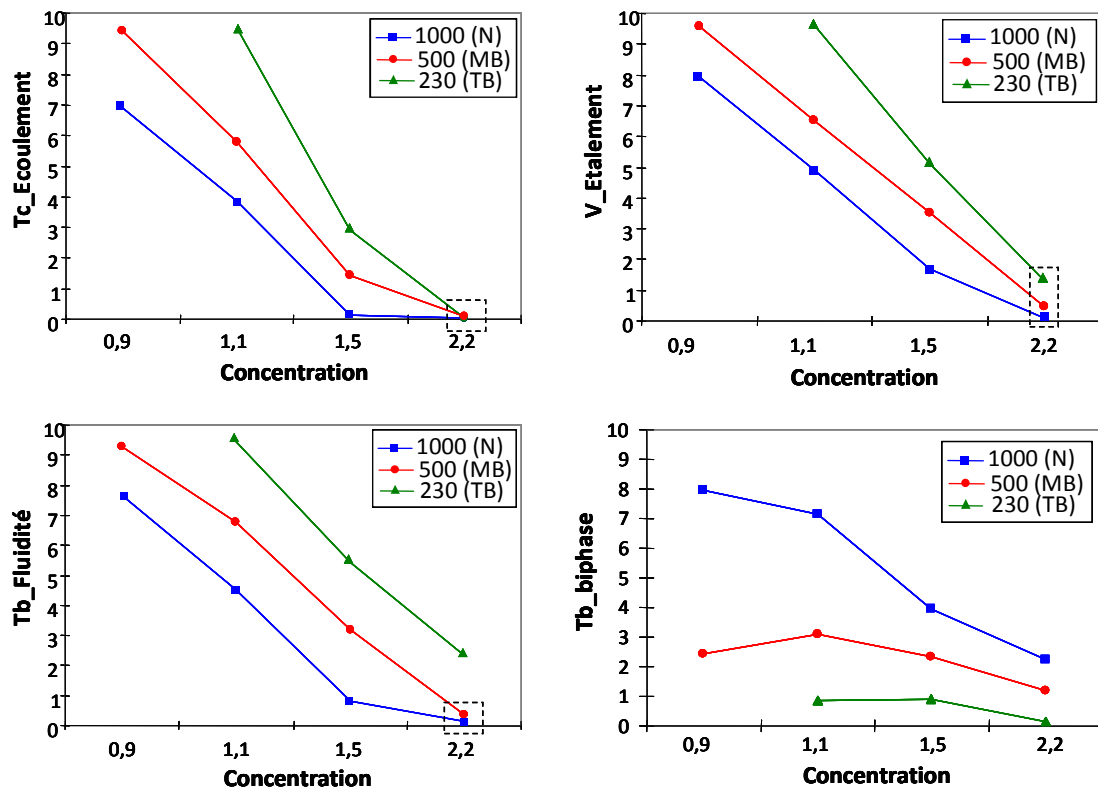 Tc_Ecoulement
10
9
8
7
6
5
4
3
2
1
0
1000 (N)
500 (MB)
230 (TB)
0,9 1,1 1,5 2,2
Concentration
V_Etalement
10
9
8
7
6
5
4
3
2
1
0
1000 (N)
500 (MB)
230 (TB)
0,9 1,1 1,5 2,2
Concentration
Tb_Fluidité
10
9
8
7
6
5
4
3
2
1
0
1000 (N)
500 (MB)
230 (TB)
0,9 1,1 1,5 2,2
Concentration
Tb_biphase
10
9
8
7
6
5
4
3
2
1
0
1000 (N)
500 (MB)
230 (TB)
0,9 1,1 1,5 2,2
Concentration